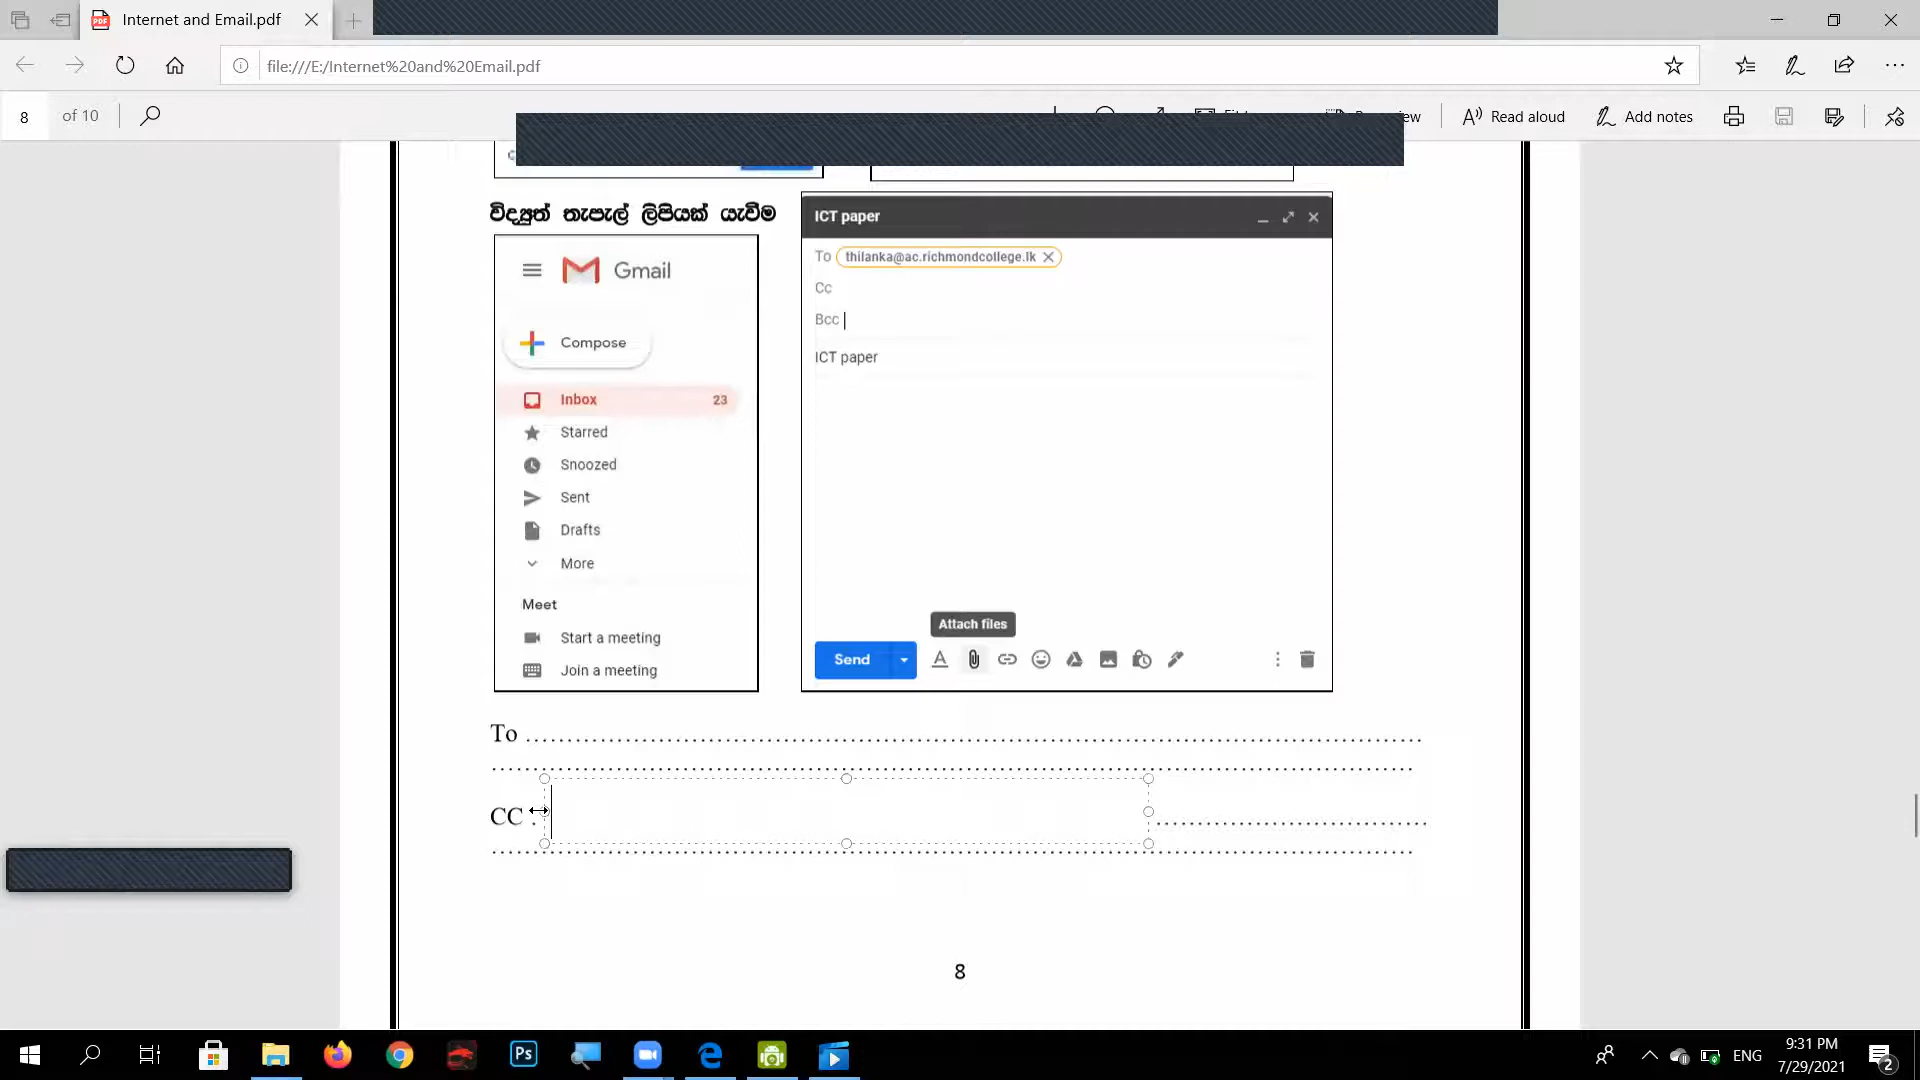 Internet and Email.pdf
file:///E:/Internet%20and%20Email.pdf
8 of 10
Read aloud
Add notes
විද්‍යුත් තැපැල් ලිපියක් යැවීම
ICT paper
To thilanka@ac.richmondcollege.lk
Cc
Bcc
ICT paper
Gmail
Compose
Inbox 23
Starred
Snoozed
Sent
Drafts
More
Meet
Start a meeting
Join a meeting
Attach files
Send
To ..............................................................................................................
..............................................................................................................
CC . .................................
..............................................................................................................
8
Ps
ENG
9:31 PM
7/29/2021
2